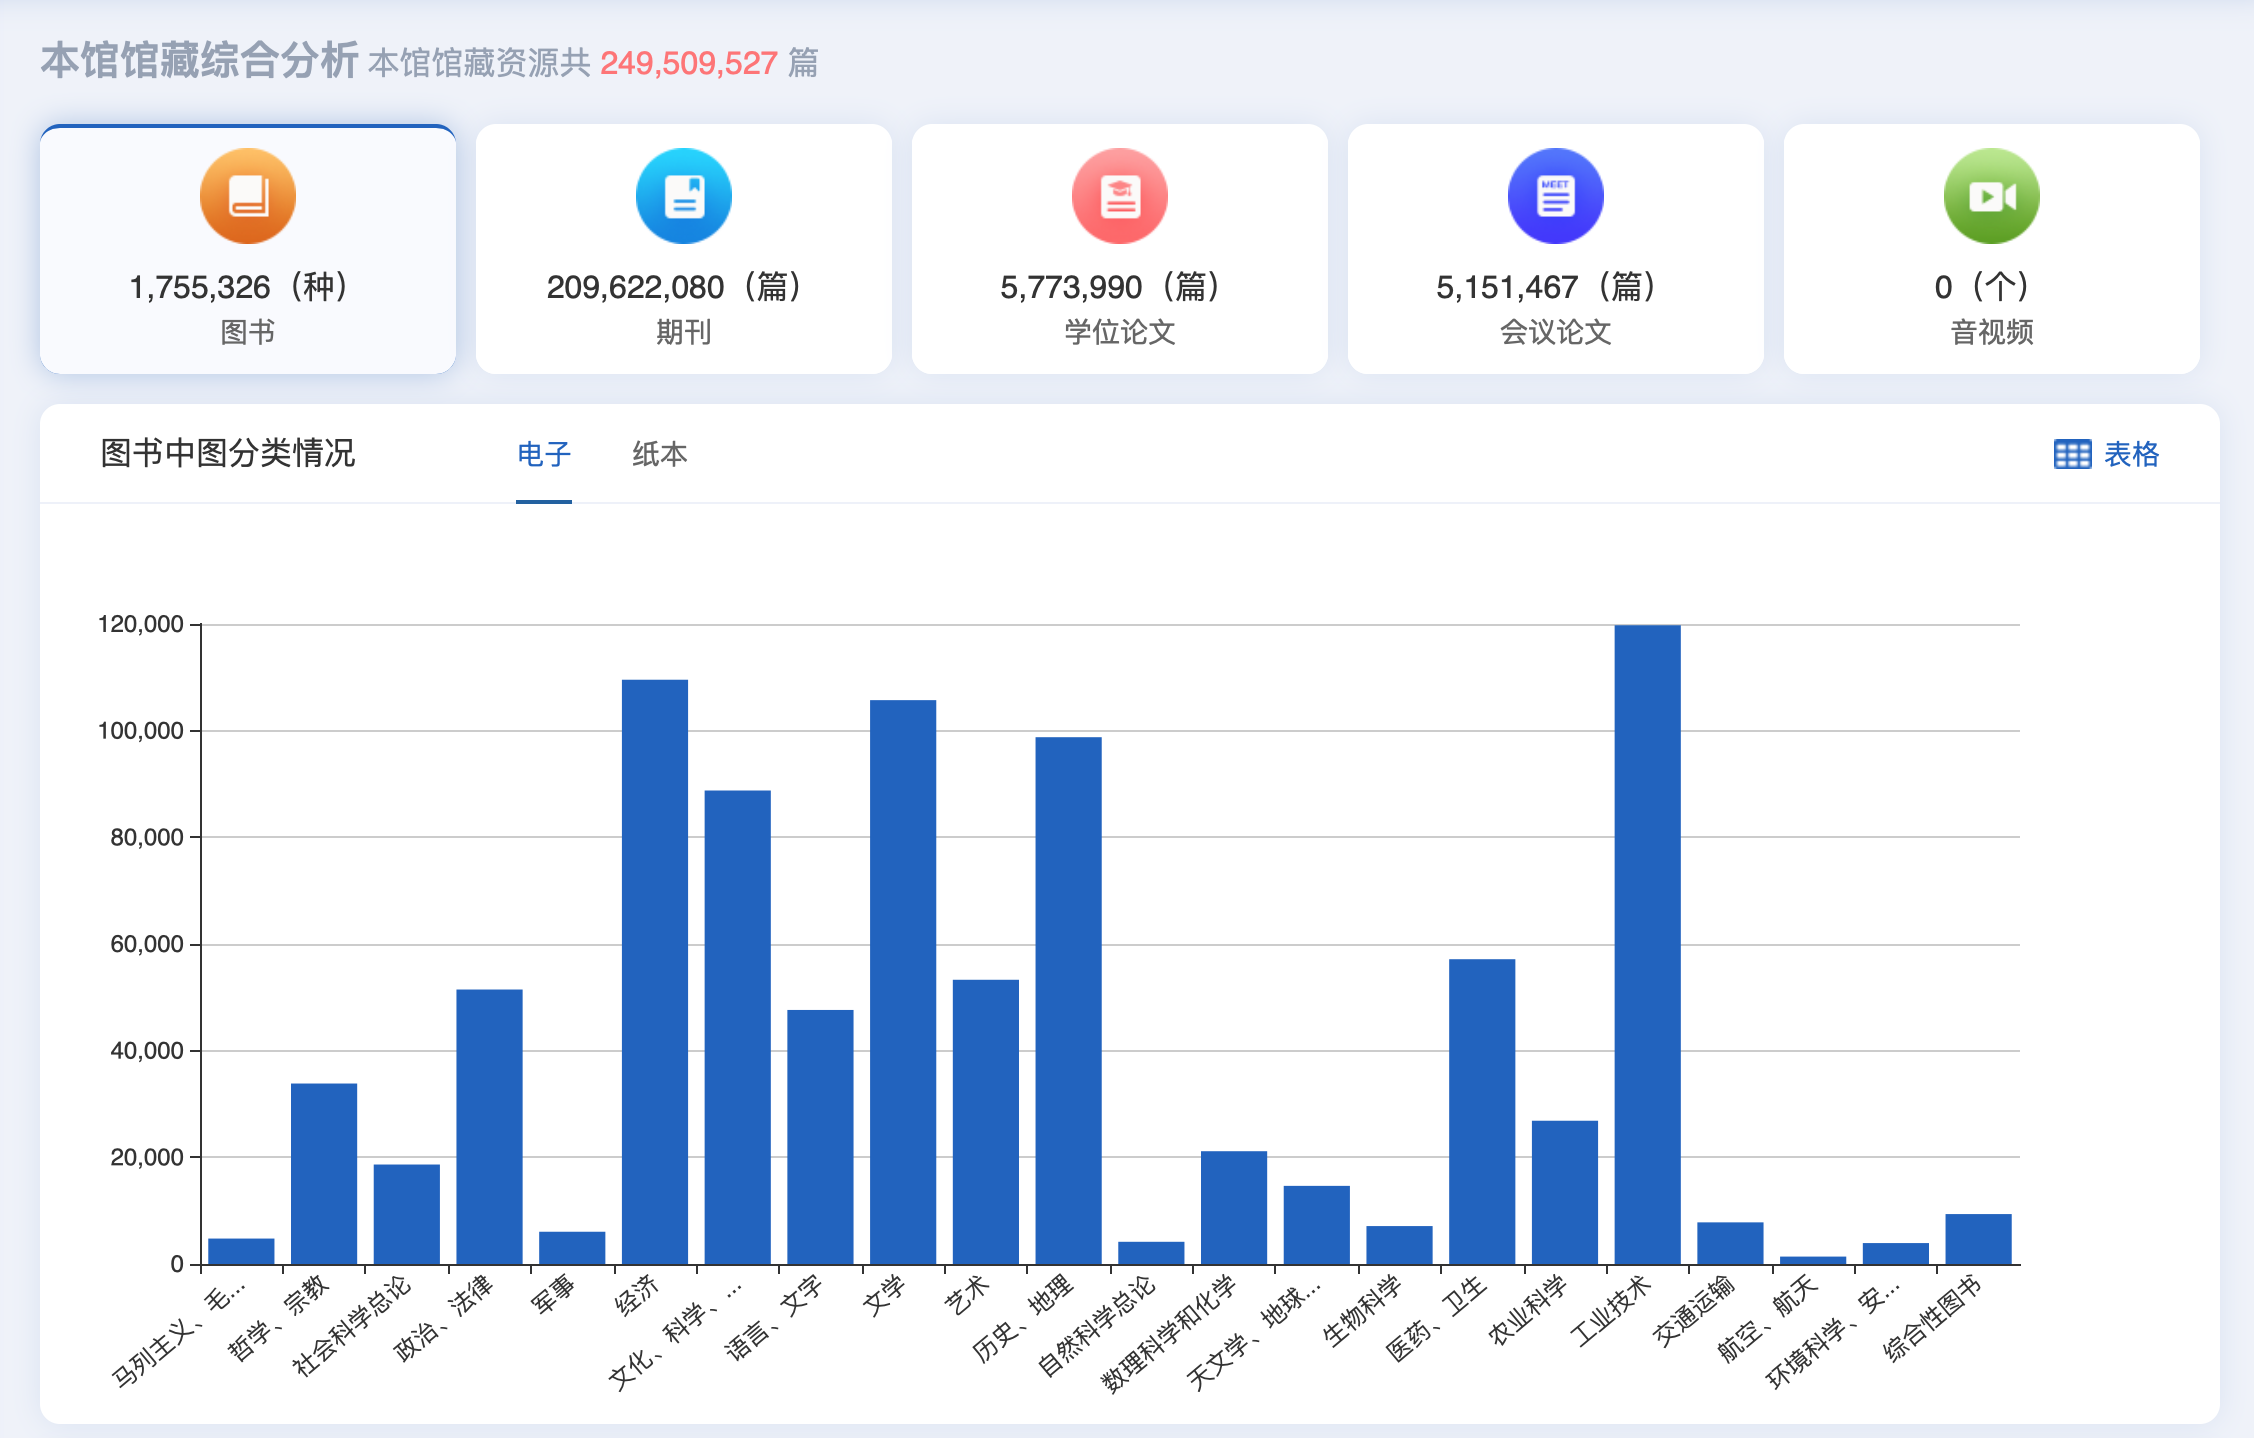 本馆馆藏综合分析 本馆馆藏资源共 249,509,527 篇
MEET
1,755,326（种）
图书
209,622,080（篇）
期刊
5,773,990（篇）
学位论文
5,151,467（篇）
会议论文
0（个）
音视频
图书中图分类情况
电子
纸本
表格
120,000
100,000
80,000
60,000
40,000
20,000
0
马列主义、毛...
哲学、宗教
社会科学总论
政治、法律
军事
经济
文化、科学、...
语言、文字
文学
艺术
历史、地理
自然科学总论
数理科学和化学
天文学、地球...
生物科学
医药、卫生
农业科学
工业技术
交通运输
航空、航天
环境科学、安...
综合性图书